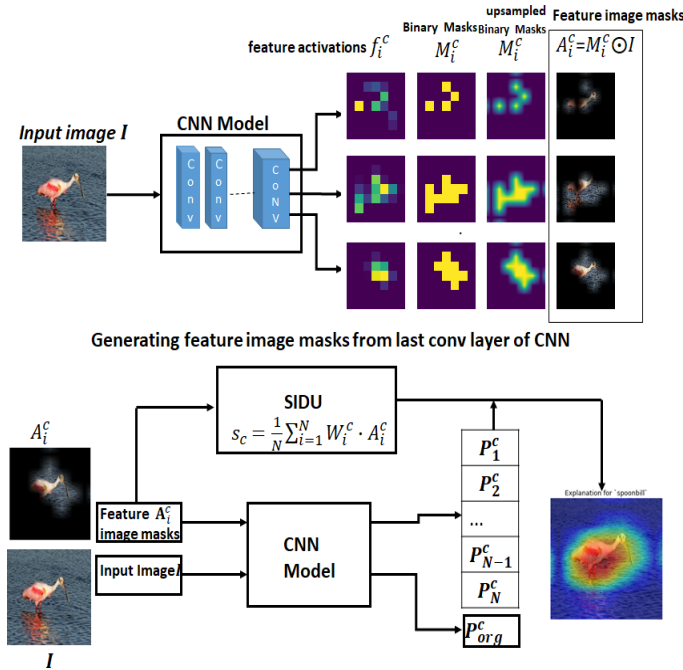 Feature image masks
upsampled
Binary Masks Binary Masks
feature activations f_i^c M_i^c M_i^c A_i^c=M_i^c⊙I
Input image I
CNN Model
Conv Conv CoNV
Generating feature image masks from last conv layer of CNN
SIDU
s_c = 1/N ∑_{i=1}^N W_i^c · A_i^c
A_i^c
P_1^c
P_2^c
...
P_{N-1}^c
P_N^c
P_org^c
Explanation for `spoonbill`
Feature A_i^c
image masks
CNN
Model
Input Image I
I